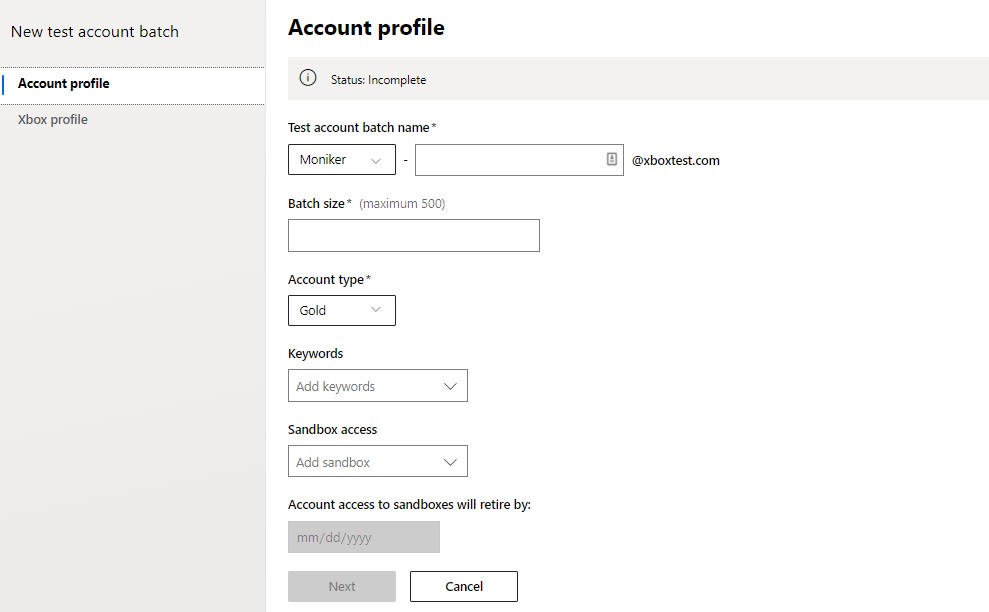 New test account batch
Account profile
Xbox profile
Account profile
Status: Incomplete
Test account batch name*
Moniker - @xboxtest.com
Batch size* (maximum 500)
Account type*
Gold
Keywords
Add keywords
Sandbox access
Add sandbox
Account access to sandboxes will retire by:
mm/dd/yyyy
Next Cancel